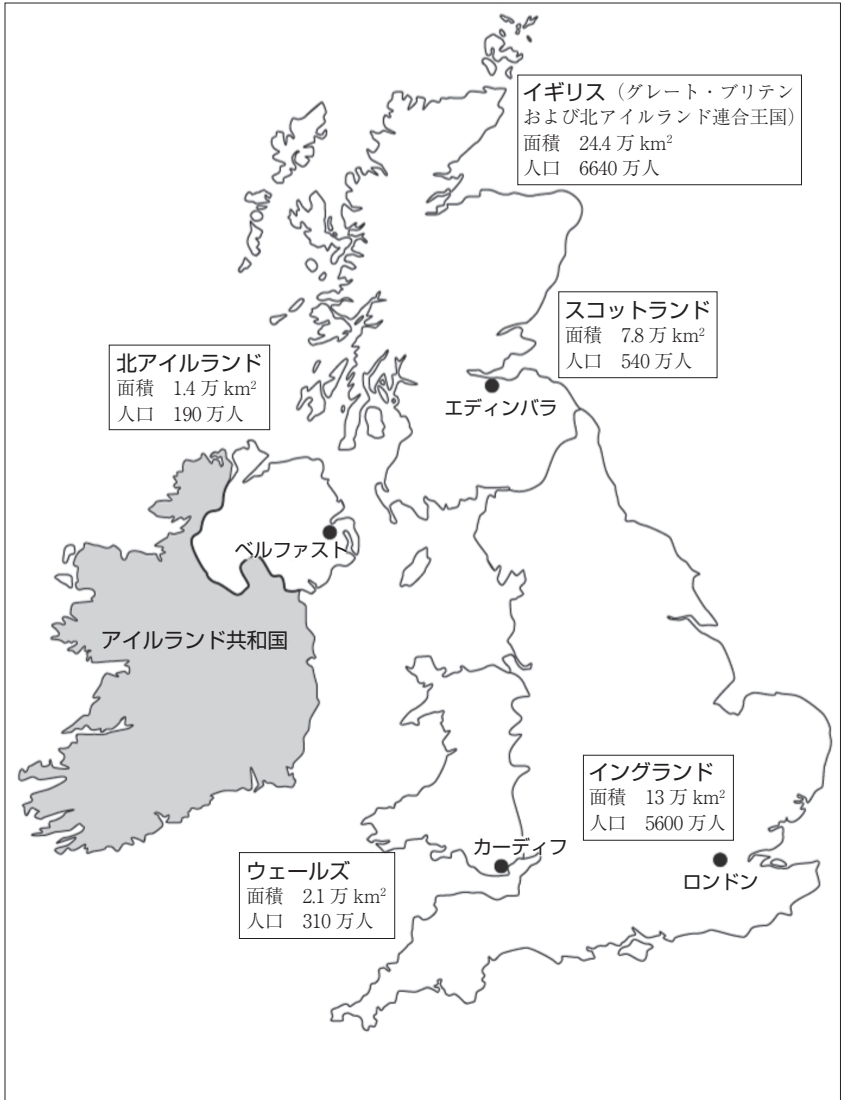 イギリス（グレート・ブリテン
および北アイルランド連合王国）
面積　24.4 万 km²
人口　6640 万人
スコットランド
面積　7.8 万 km²
人口　540 万人
北アイルランド
面積　1.4 万 km²
人口　190 万人
エディンバラ
ベルファスト
アイルランド共和国
イングランド
面積　13 万 km²
人口　5600 万人
カーディフ
ウェールズ
面積　2.1 万 km²
人口　310 万人
ロンドン